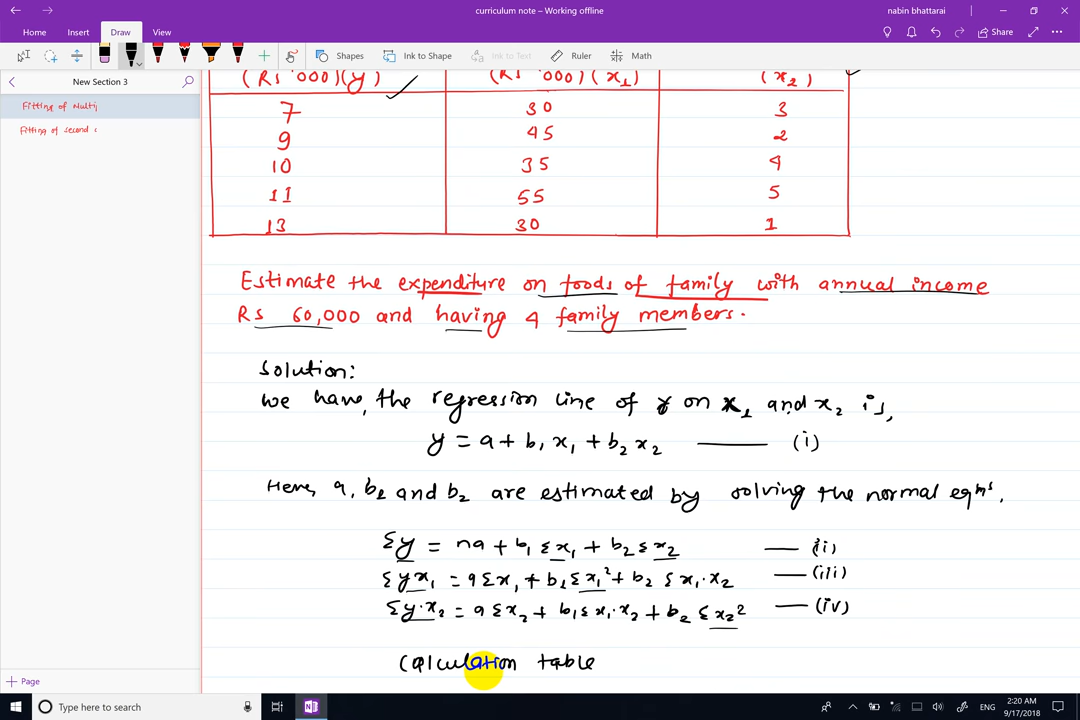 curriculum note – Working offline
nabin bhattarai
Home Insert Draw View
Share
Shapes Ink to Shape Ink to Text Ruler Math
New Section 3
Fitting of Multip
Fitting of second o
(Rs '000)(y) (Rs '000)(x₁) (x₂)
7 30 3
9 45 2
10 35 4
11 55 5
13 30 1
Estimate the expenditure on foods of family with annual income
Rs 60,000 and having 4 family members.
Solution:
We have, the regression line of y on x₁ and x₂ is,
y = a + b₁ x₁ + b₂ x₂ —— (i)
Here, a, b₁ and b₂ are estimated by solving the normal eqⁿˢ,
Σy = na + b₁ Σx₁ + b₂ Σx₂ — (ii)
Σyx₁ = a Σx₁ + b₁ Σx₁² + b₂ Σx₁·x₂ — (iii)
Σy·x₂ = a Σx₂ + b₁ Σx₁·x₂ + b₂ Σx₂² — (iv)
Calculation table
+ Page
Type here to search
ENG
2:20 AM
9/17/2018